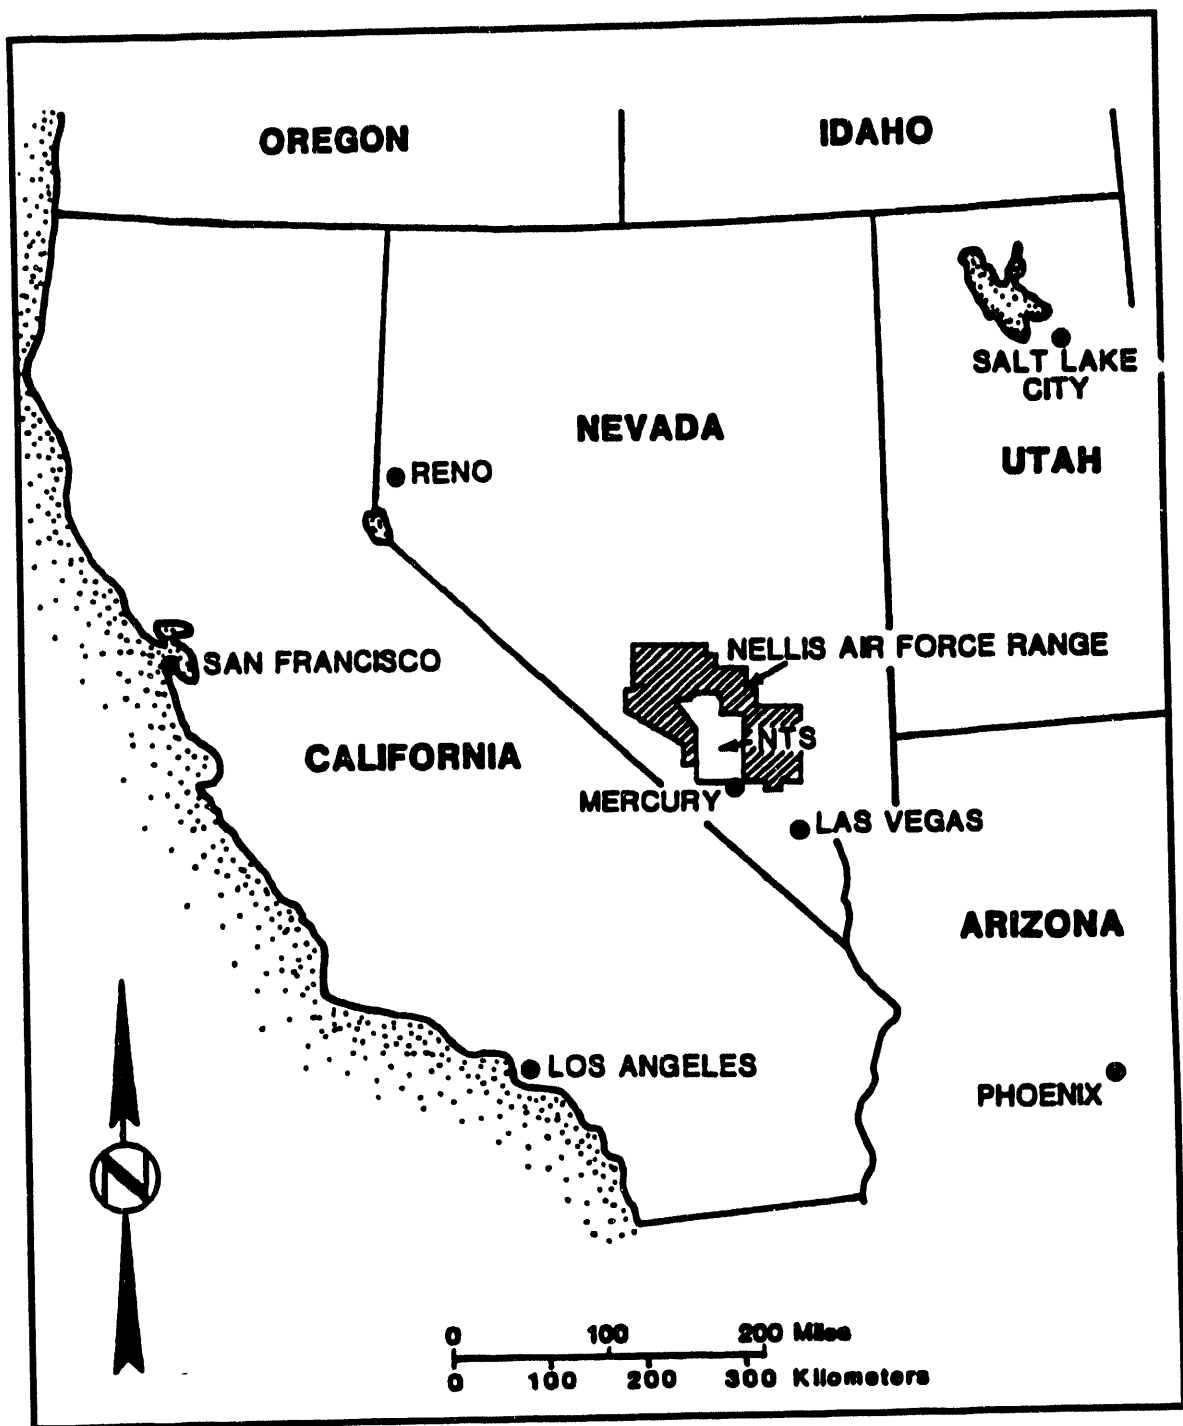 OREGON
IDAHO
SALT LAKE
CITY
NEVADA
UTAH
RENO
NELLIS AIR FORCE RANGE
SAN FRANCISCO
NTS
CALIFORNIA
MERCURY
LAS VEGAS
ARIZONA
LOS ANGELES
PHOENIX
N
0 100 200 Miles
0 100 200 300 Kilometers